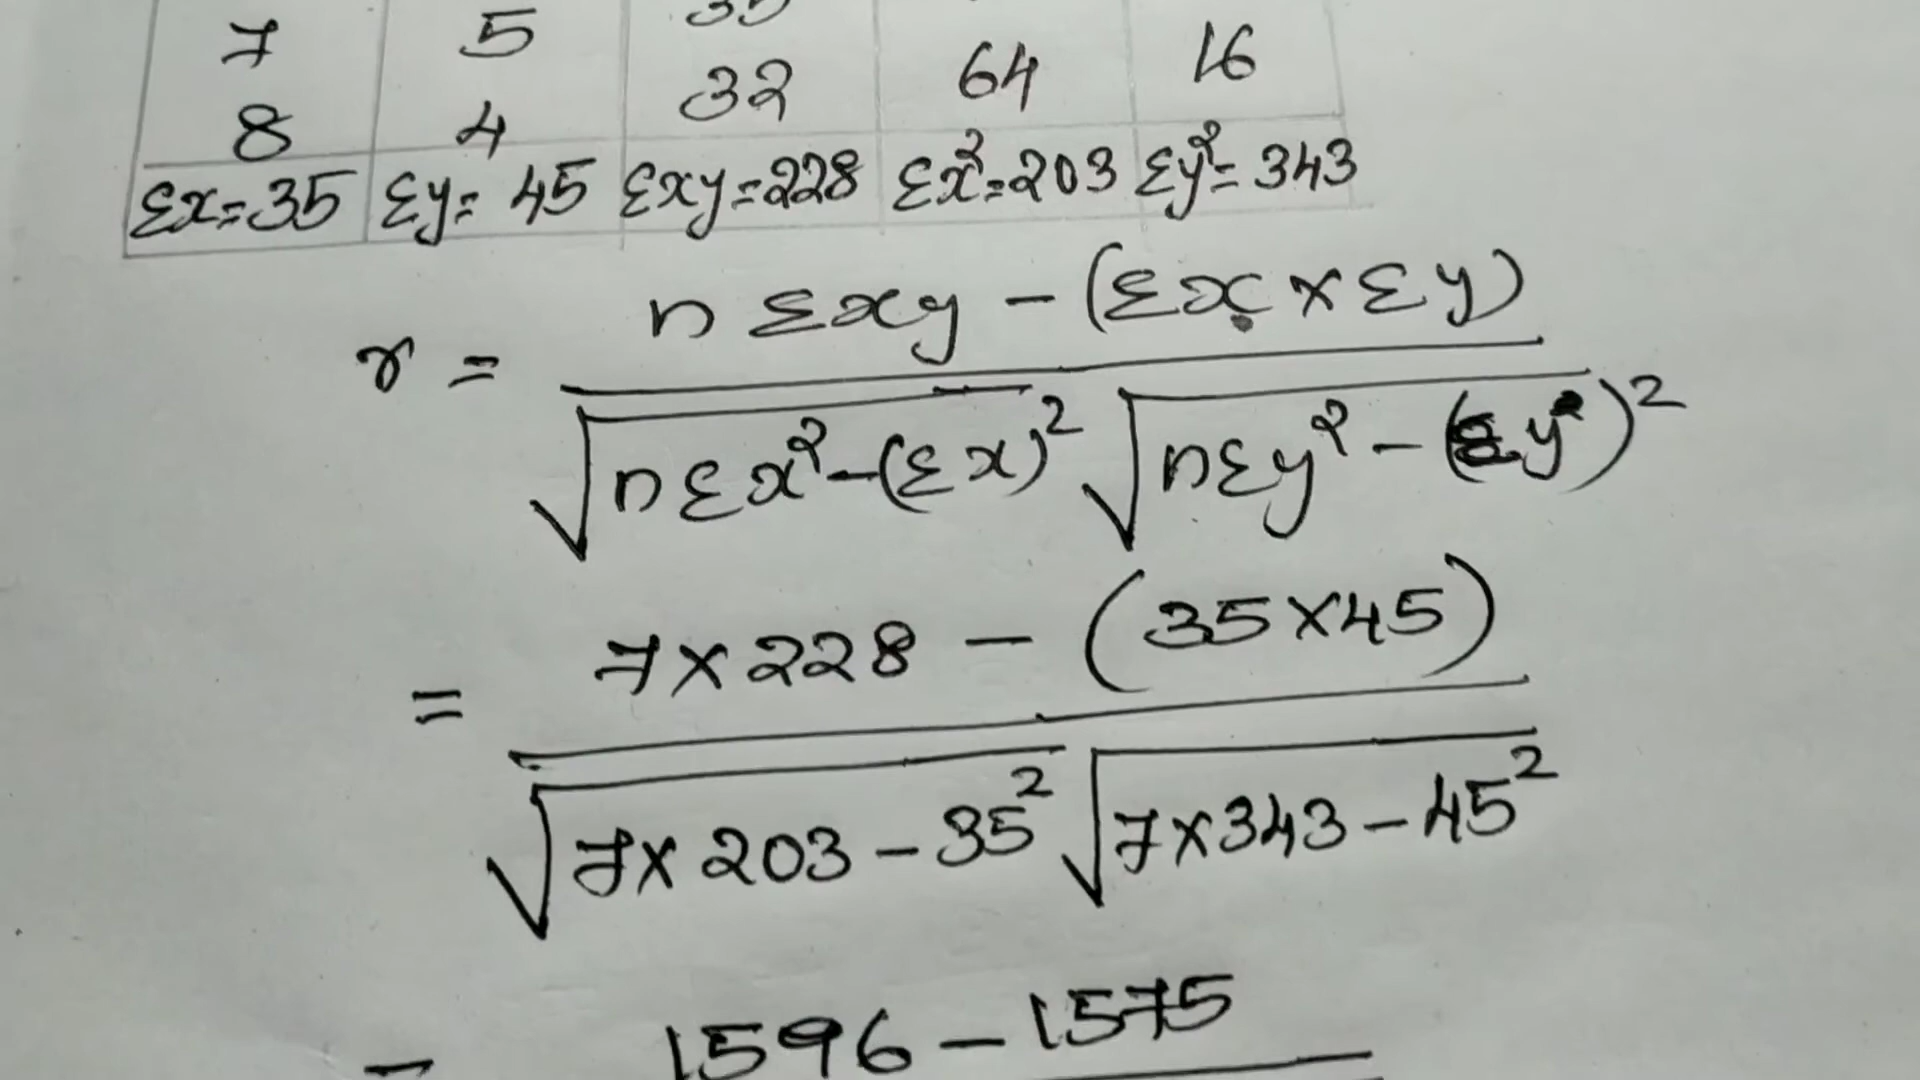 7 5 35
32 64 16
8 4
Σx=35 Σy=45 Σxy=228 Σx²=203 Σy²=343
n Σxy - (Σx × Σy)
r =
√nΣx²-(Σx)² √nΣy²-(Σy)²
7×228 - (35×45)
=
√7×203-35² √7×343-45²
= 1596-1575